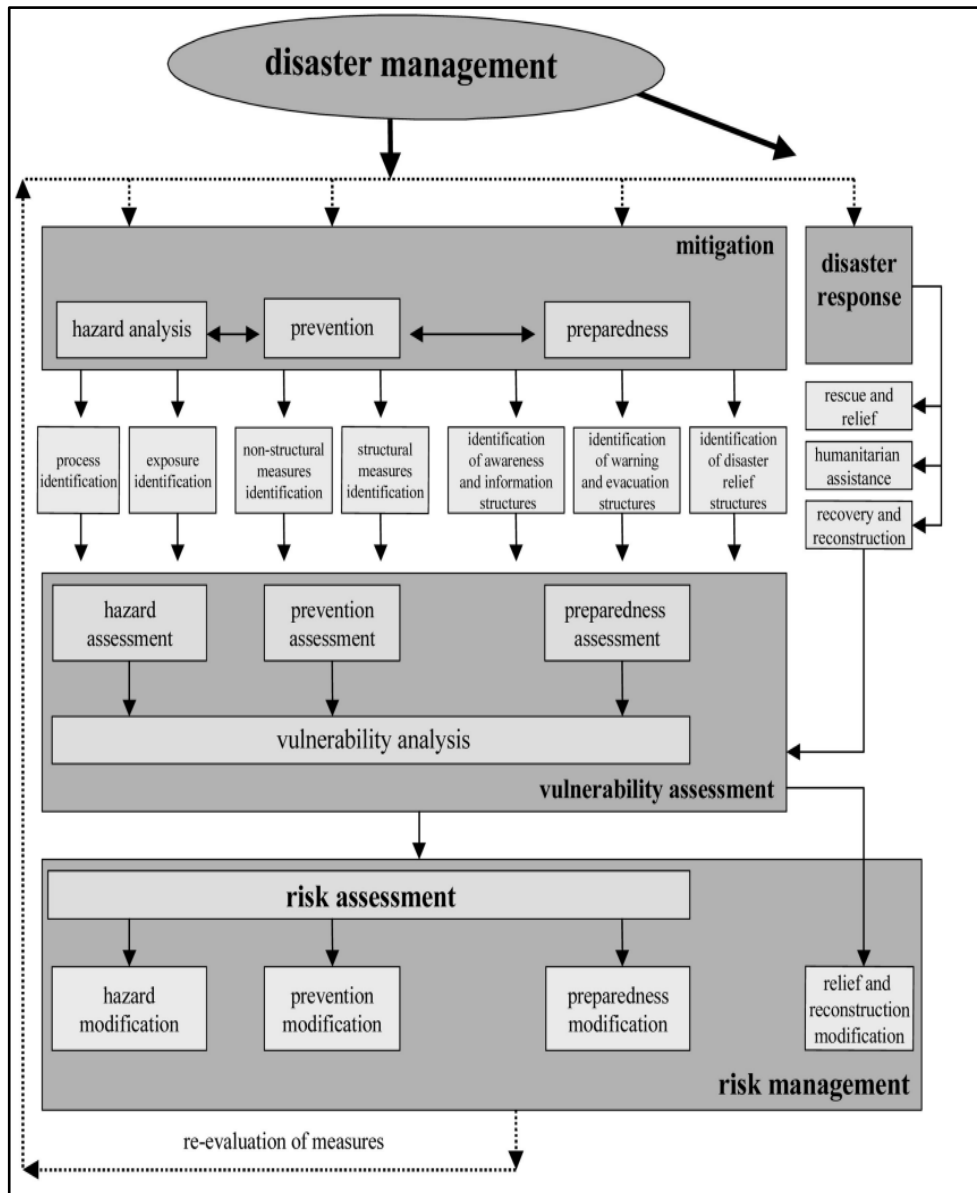 disaster management
mitigation
disaster
response
hazard analysis
prevention
preparedness
rescue and
relief
humanitarian
assistance
recovery and
reconstruction
process
identification
exposure
identification
non-structural
measures
identification
structural
measures
identification
identification
of awareness
and information
structures
identification
of warning
and evacuation
structures
identification
of disaster
relief
structures
hazard
assessment
prevention
assessment
preparedness
assessment
vulnerability analysis
vulnerability assessment
risk assessment
hazard
modification
prevention
modification
preparedness
modification
relief and
reconstruction
modification
risk management
re-evaluation of measures